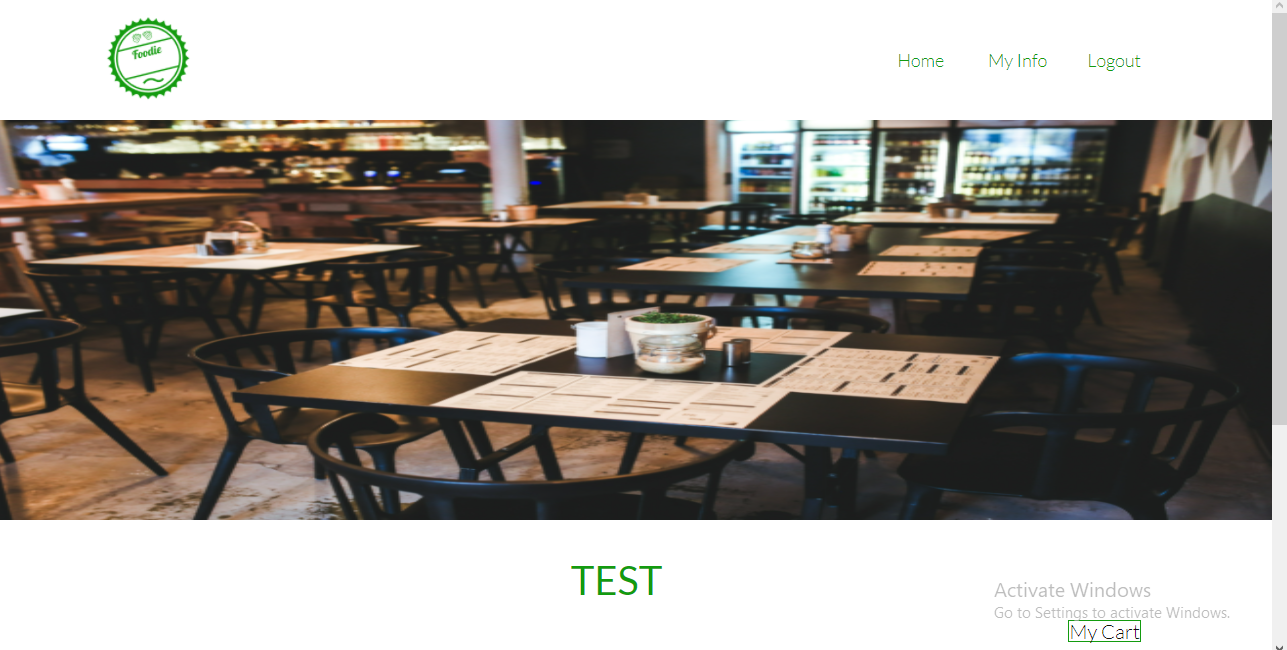 Foodie
Home My Info Logout
TEST
Activate Windows
Go to Settings to activate Windows.
My Cart